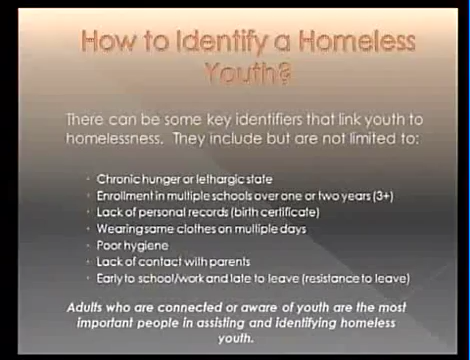 How to Identify a Homeless
Youth?
There can be some key identifiers that link youth to
homelessness. They include but are not limited to:
Chronic hunger or lethargic state
Enrollment in multiple schools over one or two years (3+)
Lack of personal records (birth certificate)
Wearing same clothes on multiple days
Poor hygiene
Lack of contact with parents
Early to school/work and late to leave (resistance to leave)
Adults who are connected or aware of youth are the most
important people in assisting and identifying homeless
youth.